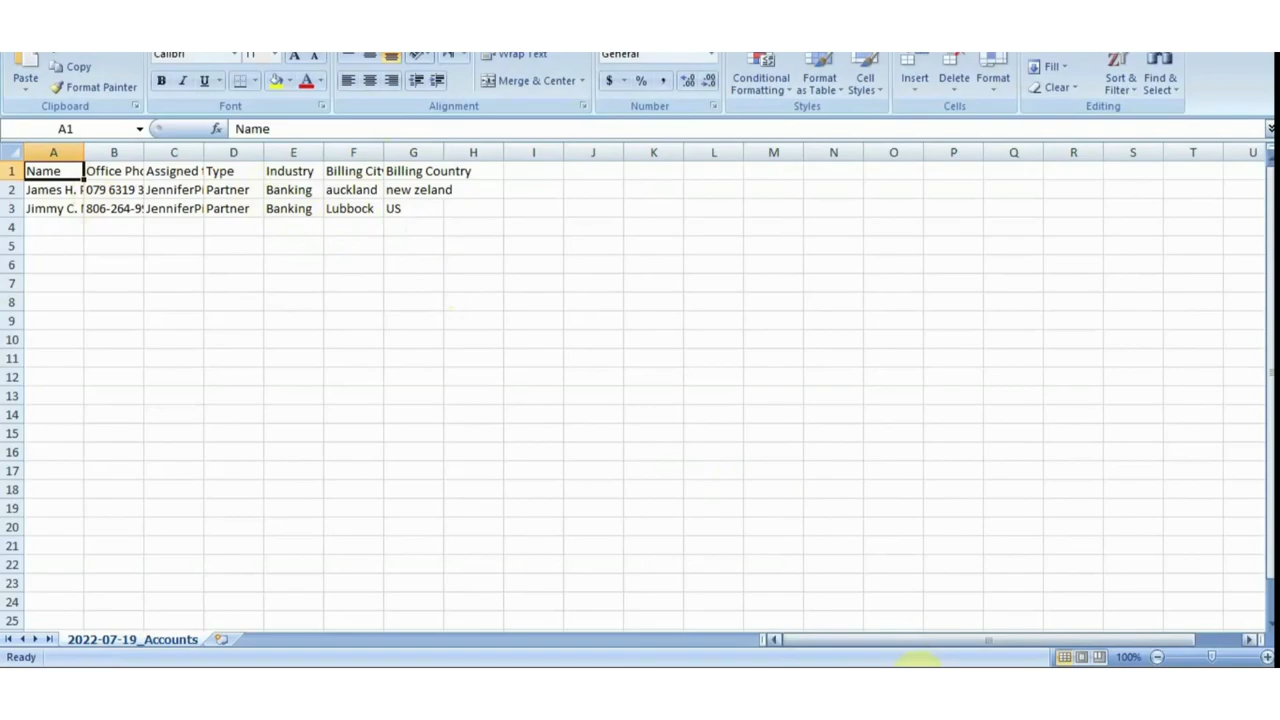 Calibri 11 A A Wrap Text General
Copy
Paste
Format Painter
B I U A
Merge & Center
$ % ,
Conditional Formatting
Format as Table
Cell Styles
Insert Delete Format
Fill
Clear
Sort & Filter
Find & Select
Clipboard Font Alignment Number Styles Cells Editing
A1 fx Name
A B C D E F G H I J K L M N O P Q R S T U
1 Name Office Pho Assigned Type Industry Billing City Billing Country
2 James H. 079 6319 3 JenniferP Partner Banking auckland new zeland
3 Jimmy C. 806-264-9 JenniferP Partner Banking Lubbock US
4
5
6
7
8
9
10
11
12
13
14
15
16
17
18
19
20
21
22
23
24
25
2022-07-19_Accounts
Ready 100%